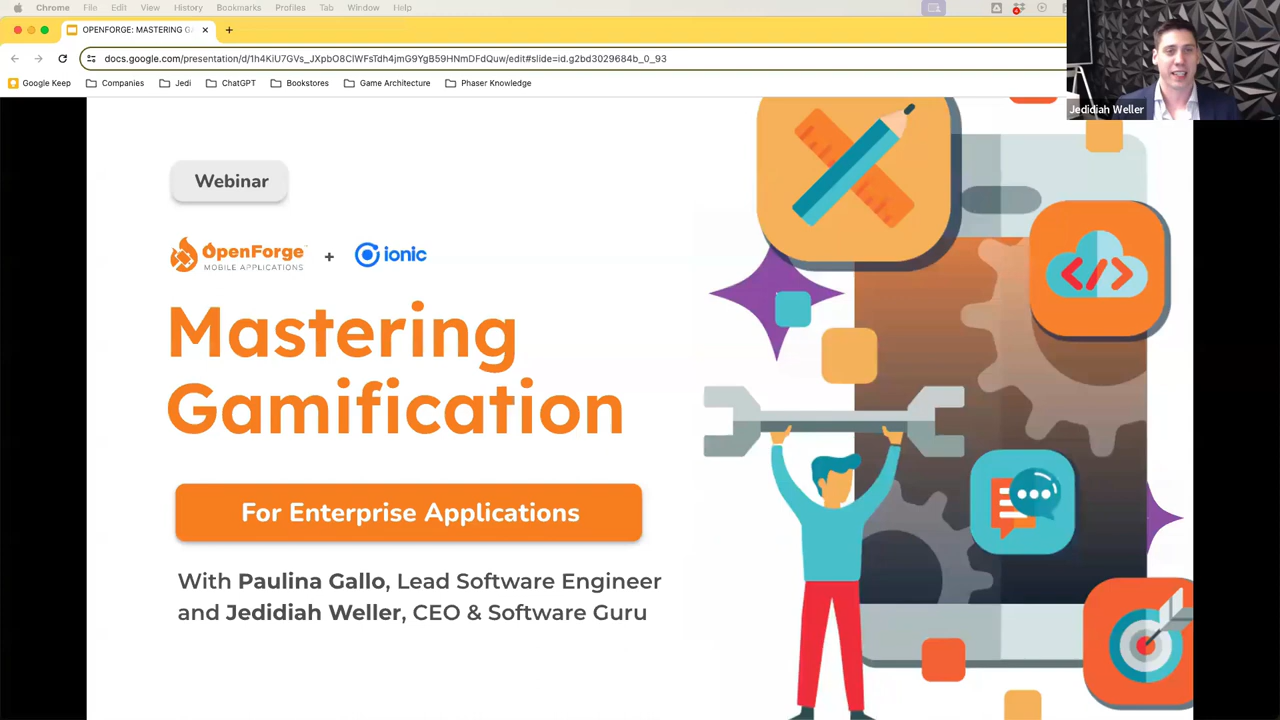 Chrome File Edit View History Bookmarks Profiles Tab Window Help
OPENFORGE: MASTERING GA
docs.google.com/presentation/d/1h4KiU7GVs_JXpbO8CIWFsTdh4jmG9YgB59HNmDFdQuw/edit#slide=id.g2bd3029684b_0_93
Google Keep Companies Jedi ChatGPT Bookstores Game Architecture Phaser Knowledge
Jedidiah Weller
Webinar
OpenForge + ionic
MOBILE APPLICATIONS
Mastering
Gamification
For Enterprise Applications
With Paulina Gallo, Lead Software Engineer
and Jedidiah Weller, CEO & Software Guru